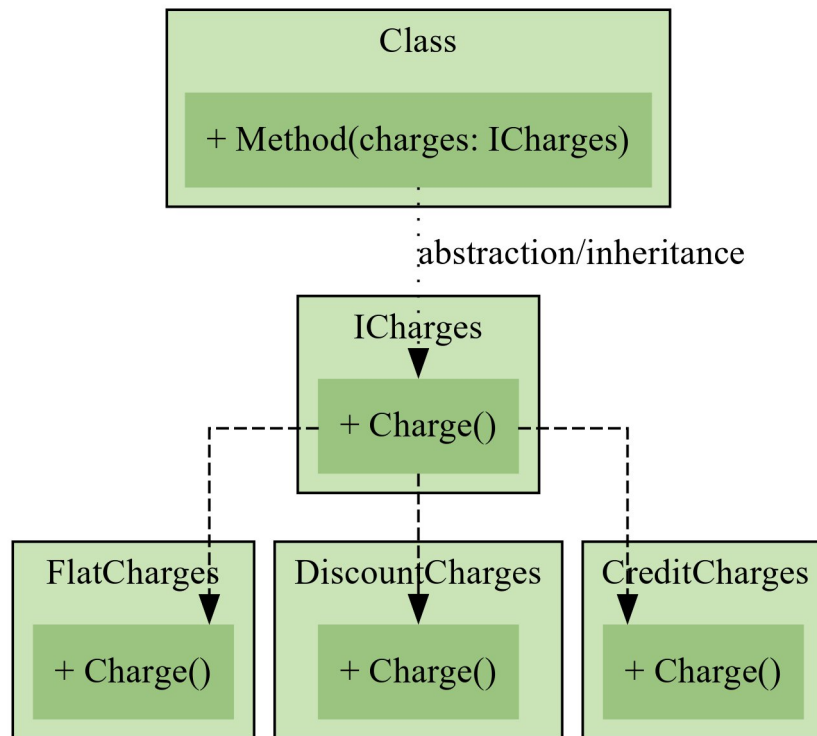 Class
+ Method(charges: ICharges)
abstraction/inheritance
ICharges
+ Charge()
FlatCharges
DiscountCharges
CreditCharges
+ Charge()
+ Charge()
+ Charge()